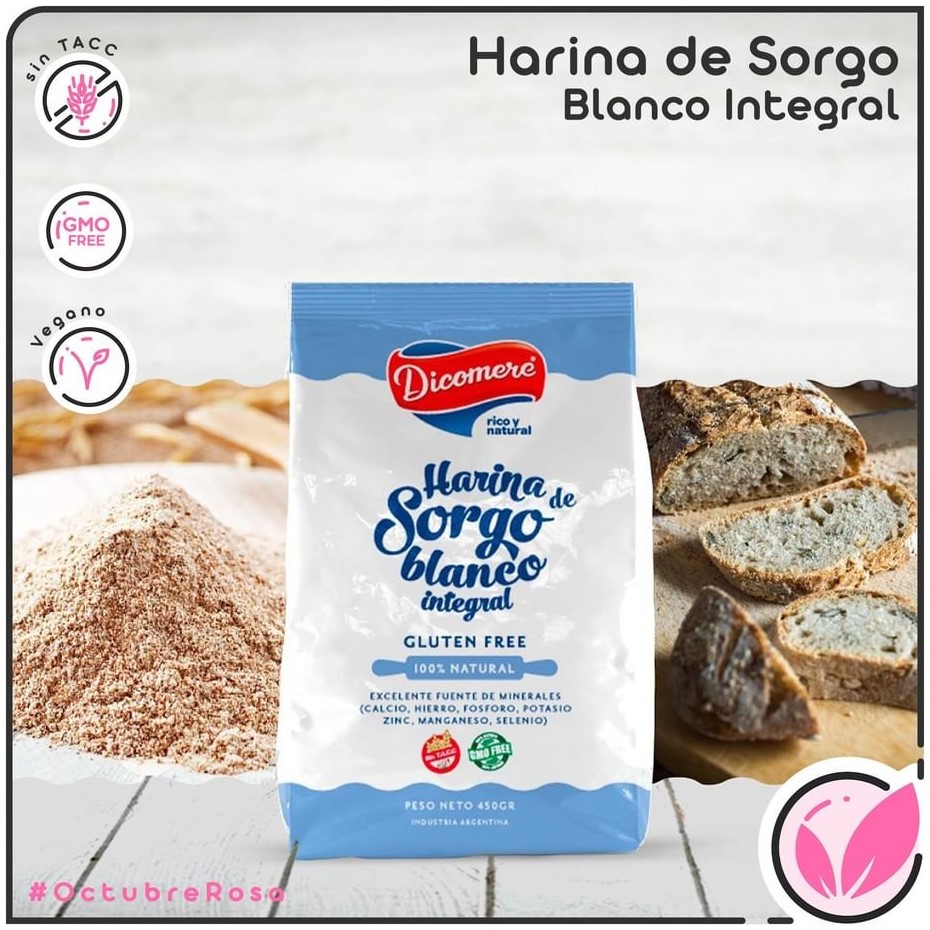 Harina de Sorgo
Blanco Integral
sin TACC
GMO
FREE
Vegano
Dicomere
rico y
natural
Harina de
Sorgo
blanco
integral
GLUTEN FREE
100% NATURAL
EXCELENTE FUENTE DE MINERALES
(CALCIO, HIERRO, FOSFORO, POTASIO
ZINC, MANGANESO, SELENIO)
Sin T.A.C.C.
GMO FREE
PESO NETO 450GR
INDUSTRIA ARGENTINA
#OctubreRosa